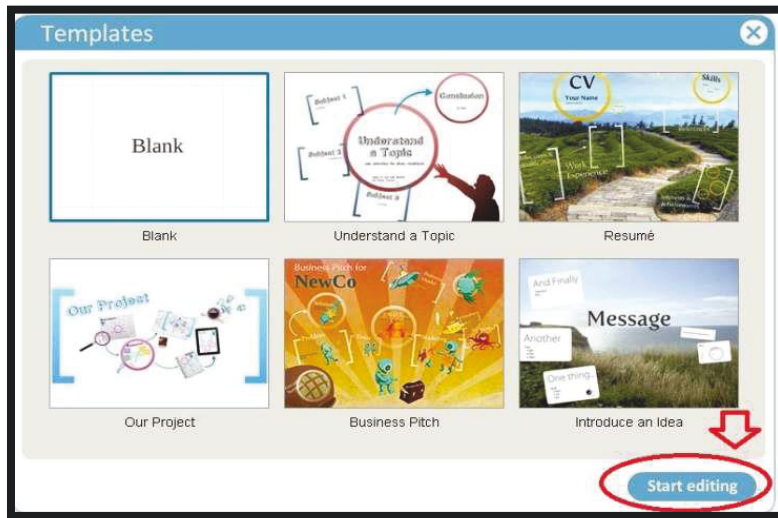 Templates
Blank
Blank
Subject 1
Subject 2
Understand
a Topic
Subject 3
Understand a Topic
CV
Your Name
Skills
Work
Experience
Resumé
Our Project
Our Project
Business Pitch for
NewCo
Business Pitch
And Finally
Message
Another
One thing...
Introduce an Idea
Start editing